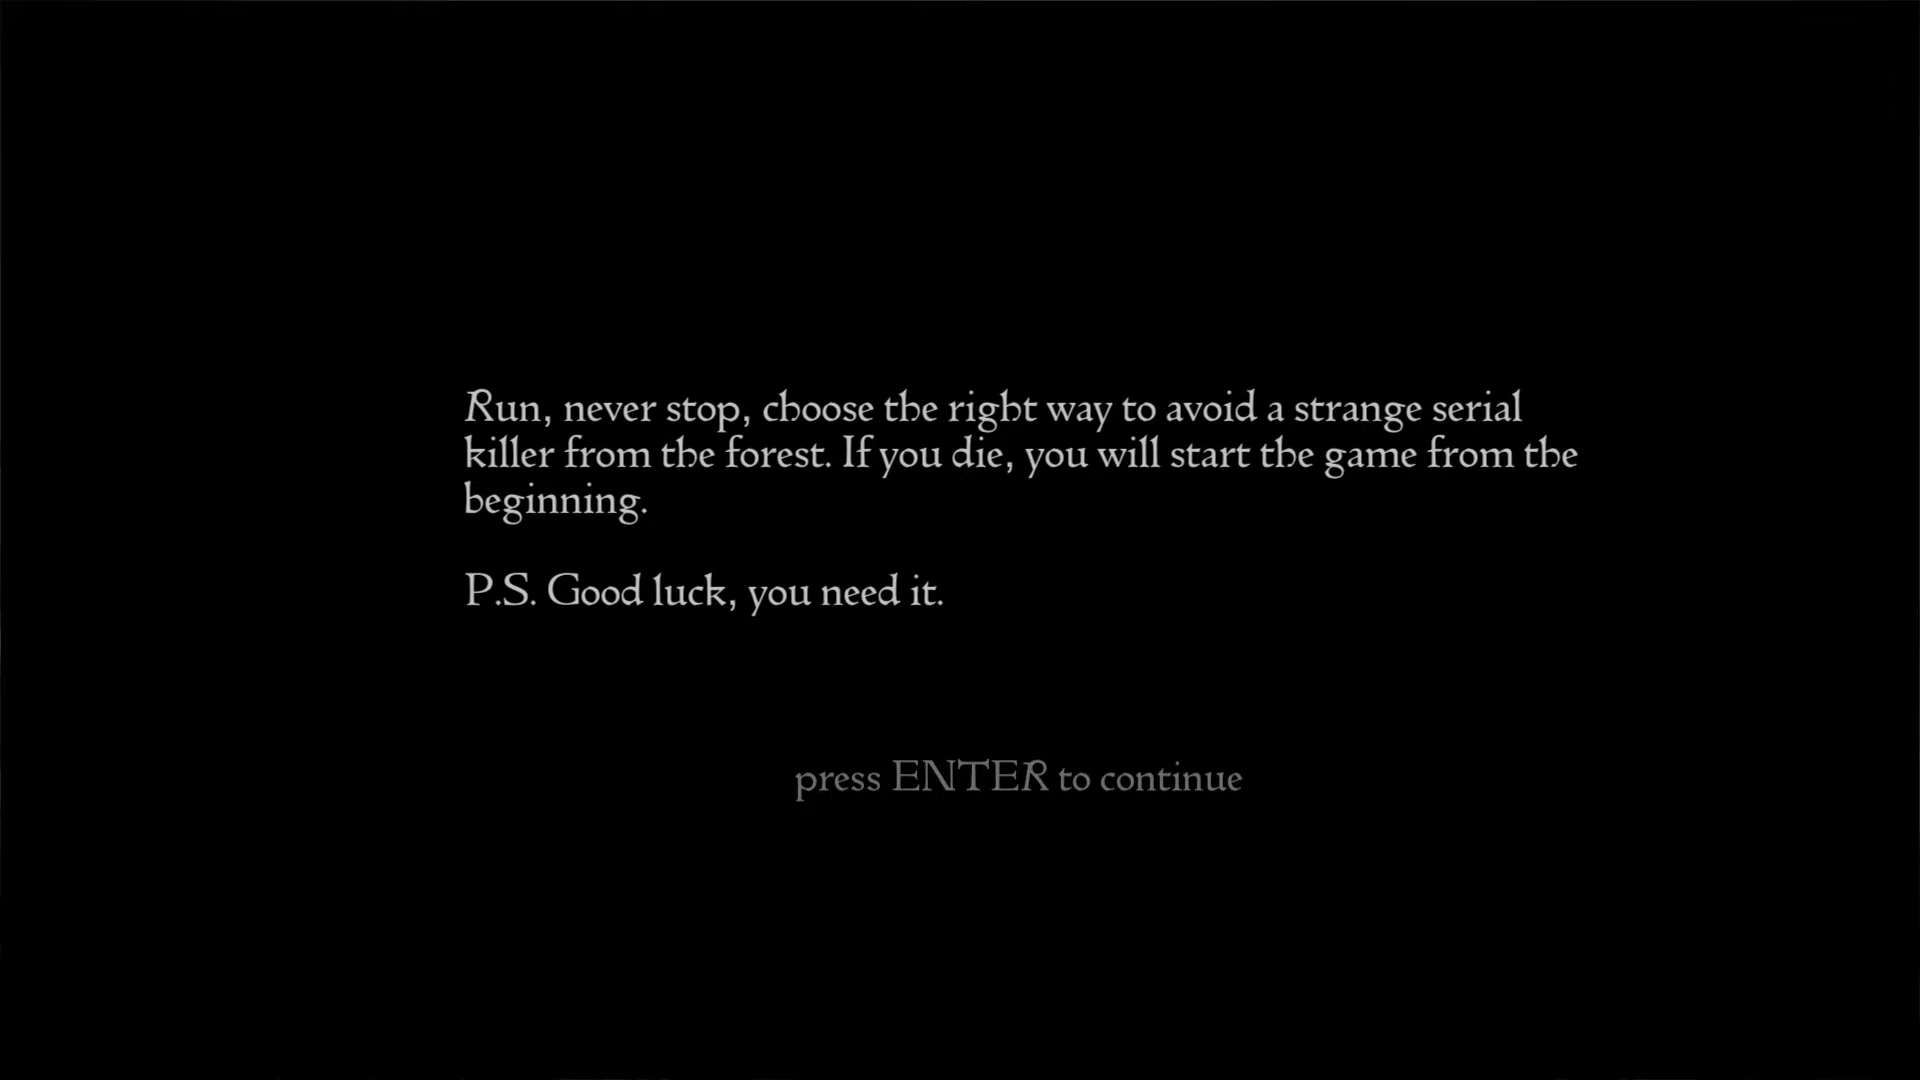 Run, never stop, choose the right way to avoid a strange serial
killer from the forest. If you die, you will start the game from the
beginning.
P.S. Good luck, you need it.
press ENTER to continue